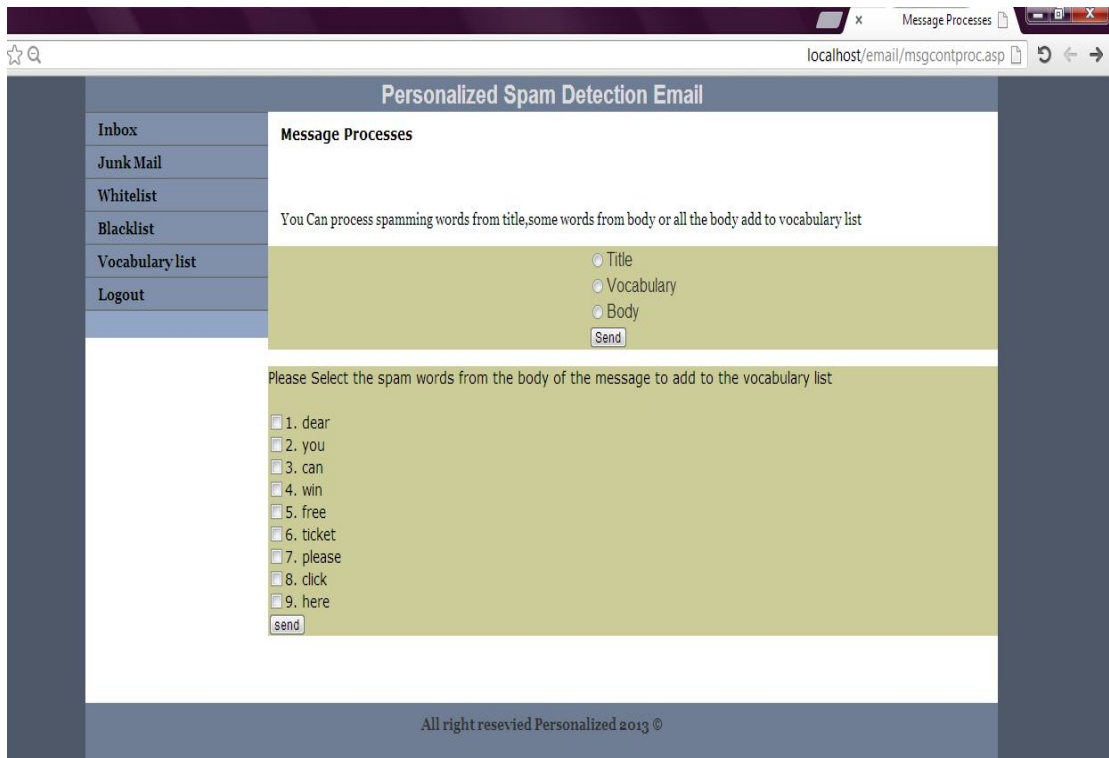 Message Processes
localhost/email/msgcontproc.asp
Personalized Spam Detection Email
Inbox
Junk Mail
Whitelist
Blacklist
Vocabulary list
Logout
Message Processes
You Can process spamming words from title,some words from body or all the body add to vocabulary list
Title
Vocabulary
Body
Send
Please Select the spam words from the body of the message to add to the vocabulary list
1. dear
2. you
3. can
4. win
5. free
6. ticket
7. please
8. click
9. here
send
All right resevied Personalized 2013 ©